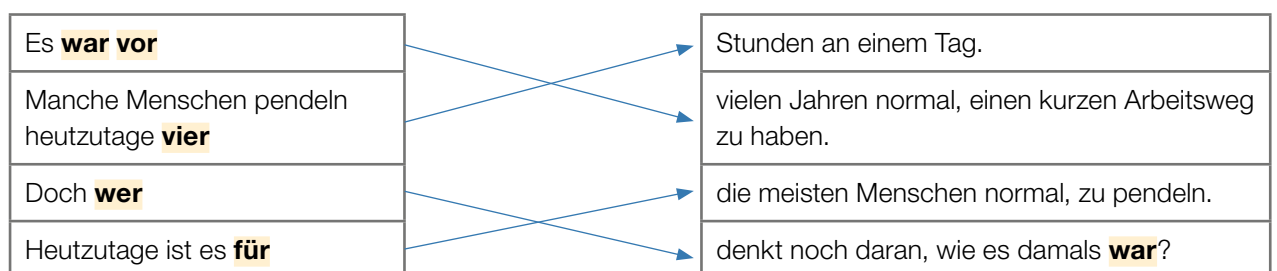 Es war vor
Stunden an einem Tag.
Manche Menschen pendeln
heutzutage vier
vielen Jahren normal, einen kurzen Arbeitsweg
zu haben.
Doch wer
die meisten Menschen normal, zu pendeln.
Heutzutage ist es für
denkt noch daran, wie es damals war?